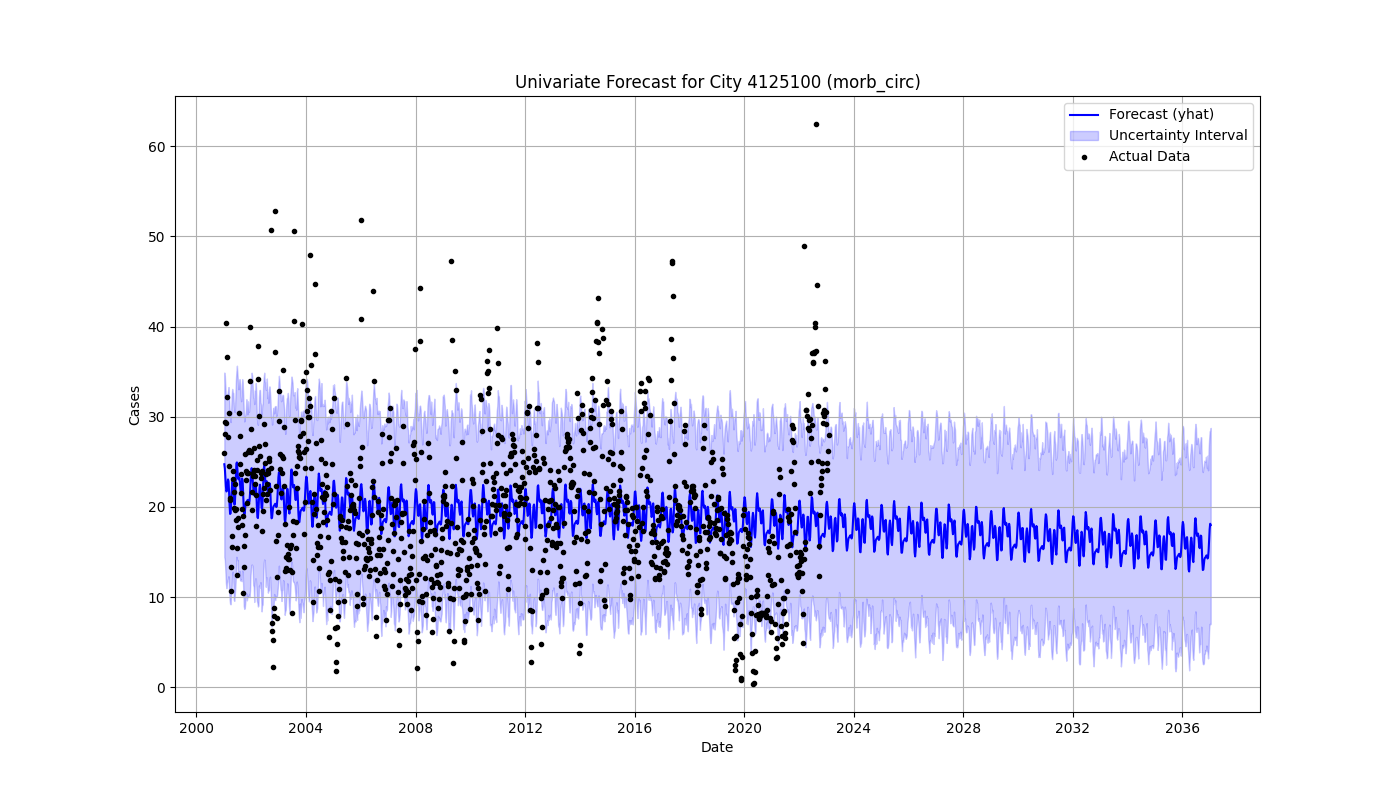 Univariate Forecast for City 4125100 (morb_circ)
Forecast (yhat)
Uncertainty Interval
Actual Data
Cases
60
50
40
30
20
10
0
2000 2004 2008 2012 2016 2020 2024 2028 2032 2036
Date